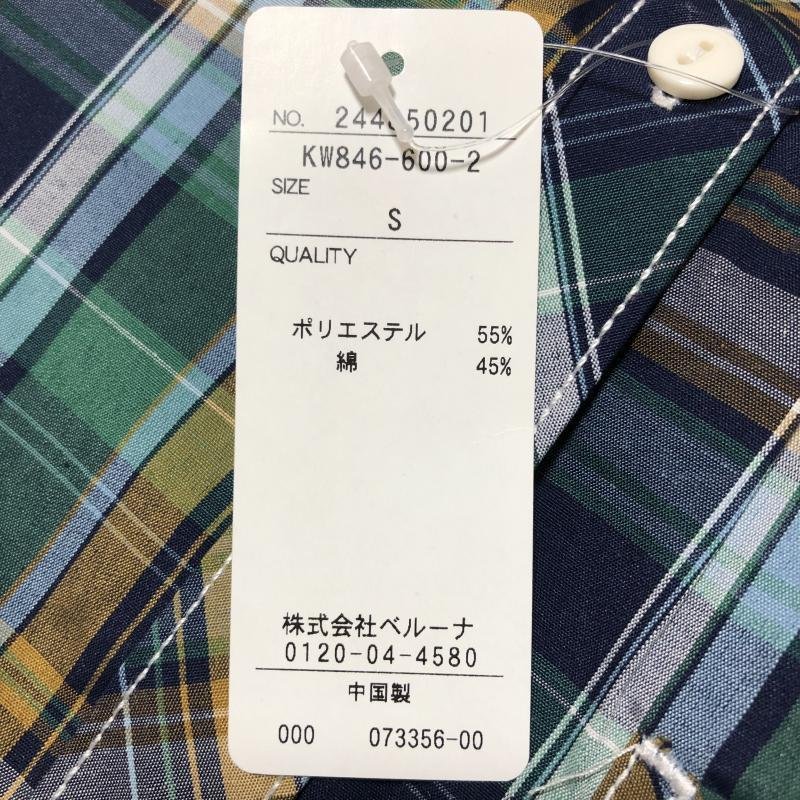 NO.
KW846-600-2
SIZE
S
QUALITY
ポリエステル 55%
綿 45%
株式会社ベルーナ
0120-04-4580
中国製
000 073356-00